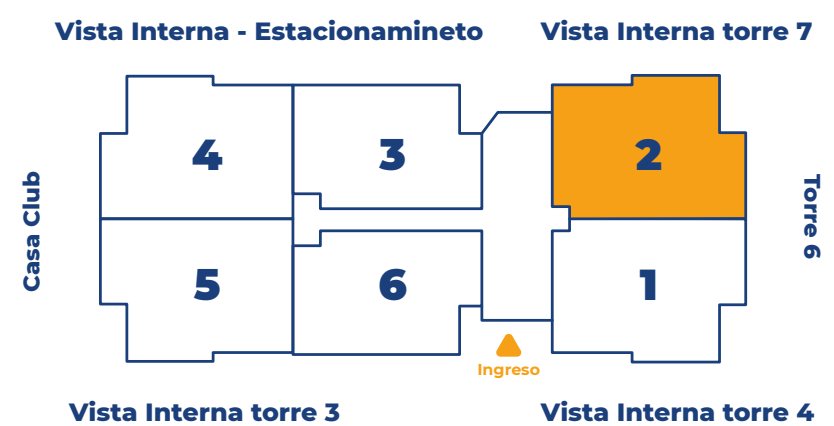 Vista Interna - Estacionamineto
Vista Interna torre 7
4
3
2
Casa Club
Torre 6
5
6
1
Ingreso
Vista Interna torre 3
Vista Interna torre 4